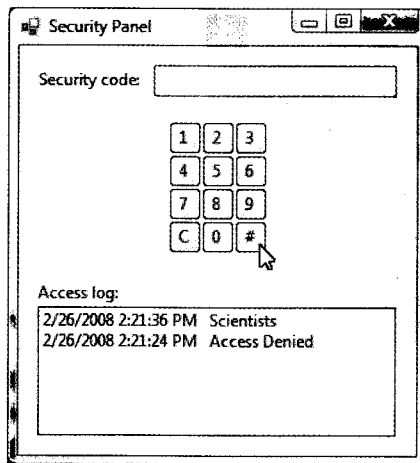 Security Panel
Security code:
1 2 3
4 5 6
7 8 9
C 0 #
Access log:
2/26/2008 2:21:36 PM Scientists
2/26/2008 2:21:24 PM Access Denied